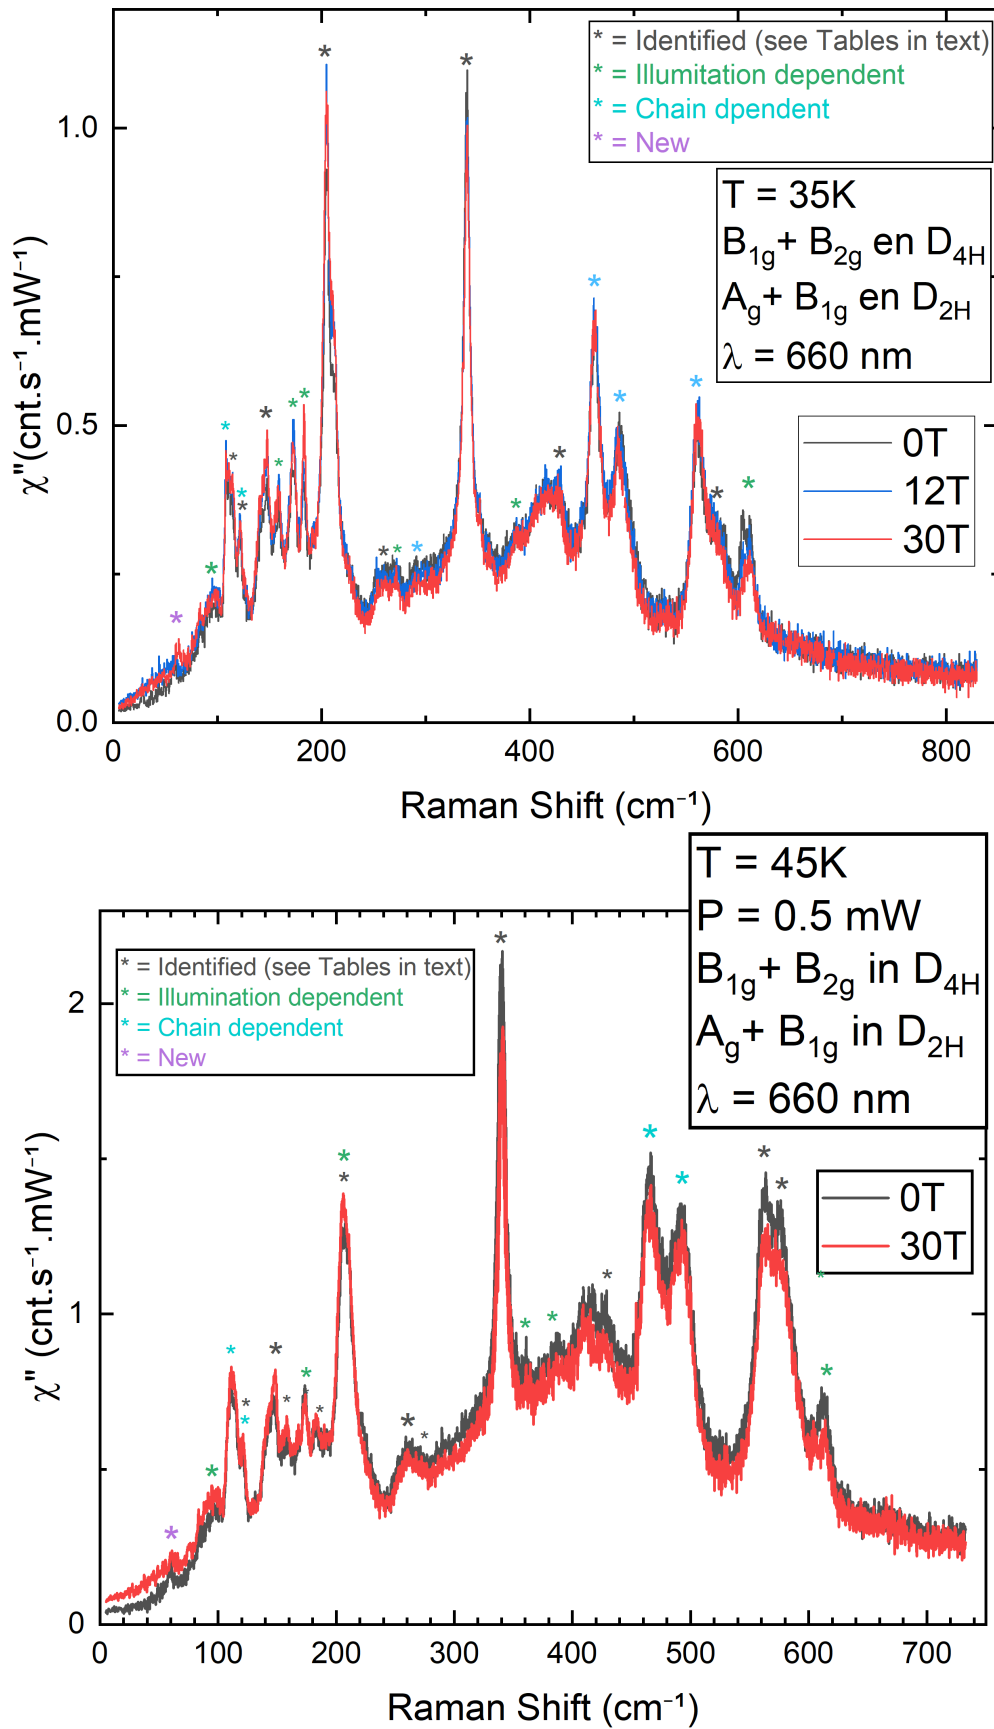 * = Identified (see Tables in text)
* = Illumitation dependent
* = Chain dpendent
* = New
T = 35K
B1g+ B2g en D4H
Ag+ B1g en D2H
λ = 660 nm
0T
12T
30T
1.0
0.5
0.0
χ"(cnt.s⁻¹.mW⁻¹)
0 200 400 600 800
Raman Shift (cm⁻¹)
T = 45K
P = 0.5 mW
B1g+ B2g in D4H
Ag+ B1g in D2H
λ = 660 nm
* = Identified (see Tables in text)
* = Illumination dependent
* = Chain dependent
* = New
0T
30T
2
1
0
χ" (cnt.s⁻¹.mW⁻¹)
0 100 200 300 400 500 600 700
Raman Shift (cm⁻¹)